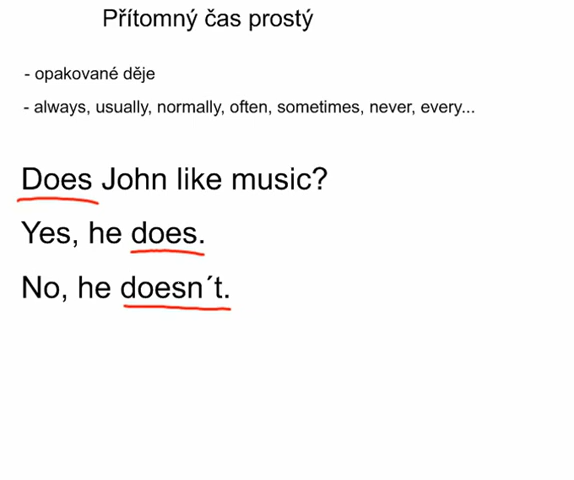 Přítomný čas prostý
- opakované děje
- always, usually, normally, often, sometimes, never, every...
Does John like music?
Yes, he does.
No, he doesn´t.